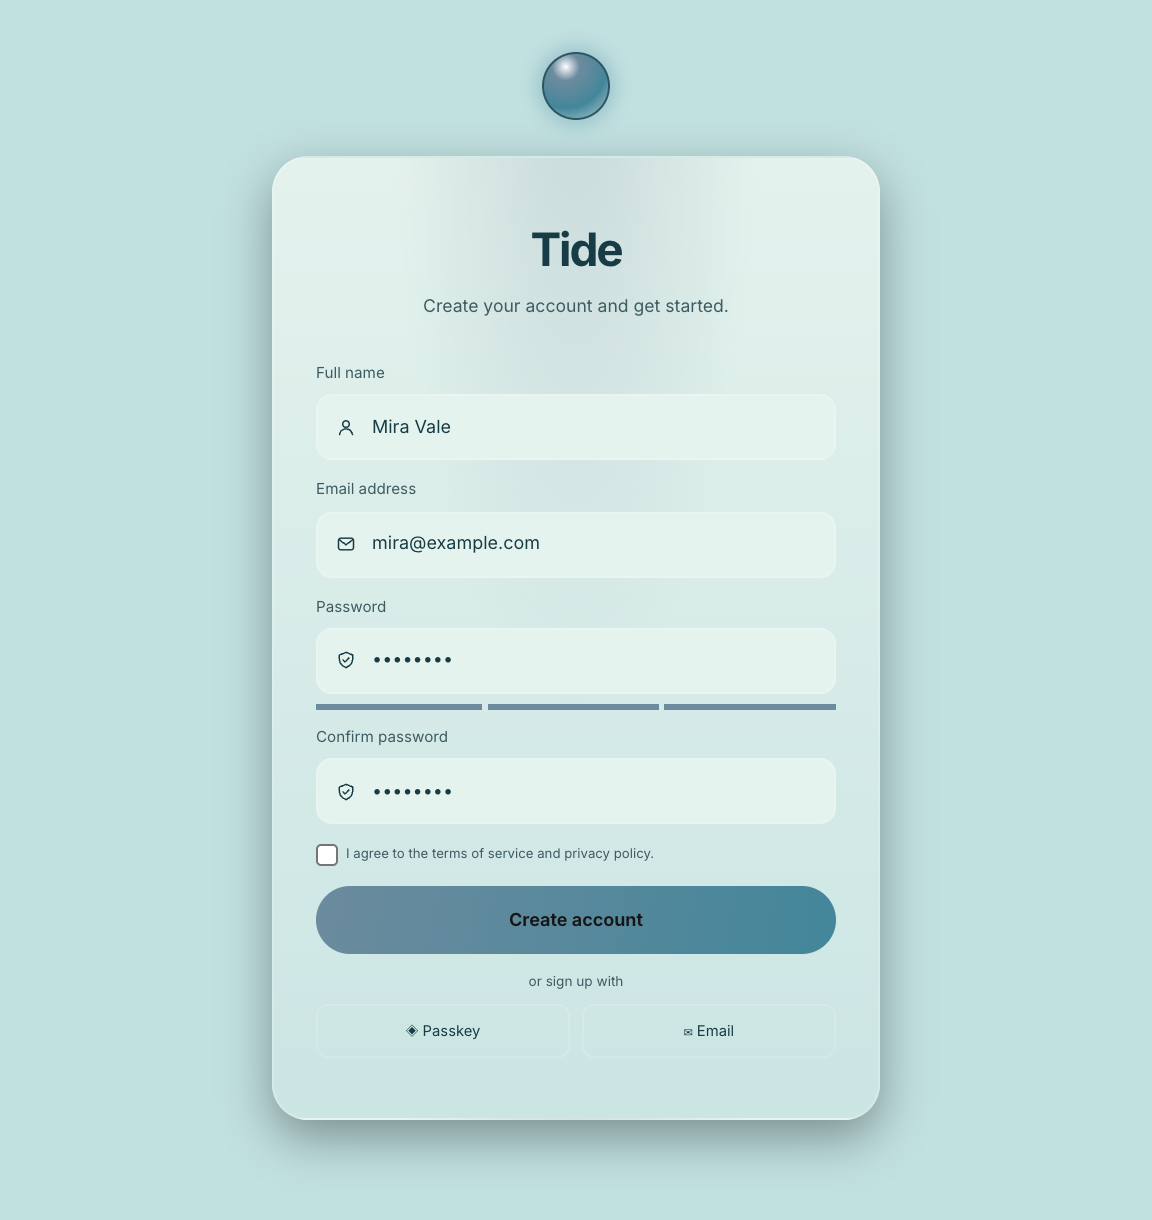 Tide
Create your account and get started.
Full name
Mira Vale
Email address
mira@example.com
Password
••••••••
Confirm password
••••••••
I agree to the terms of service and privacy policy.
Create account
or sign up with
◈ Passkey
✉ Email